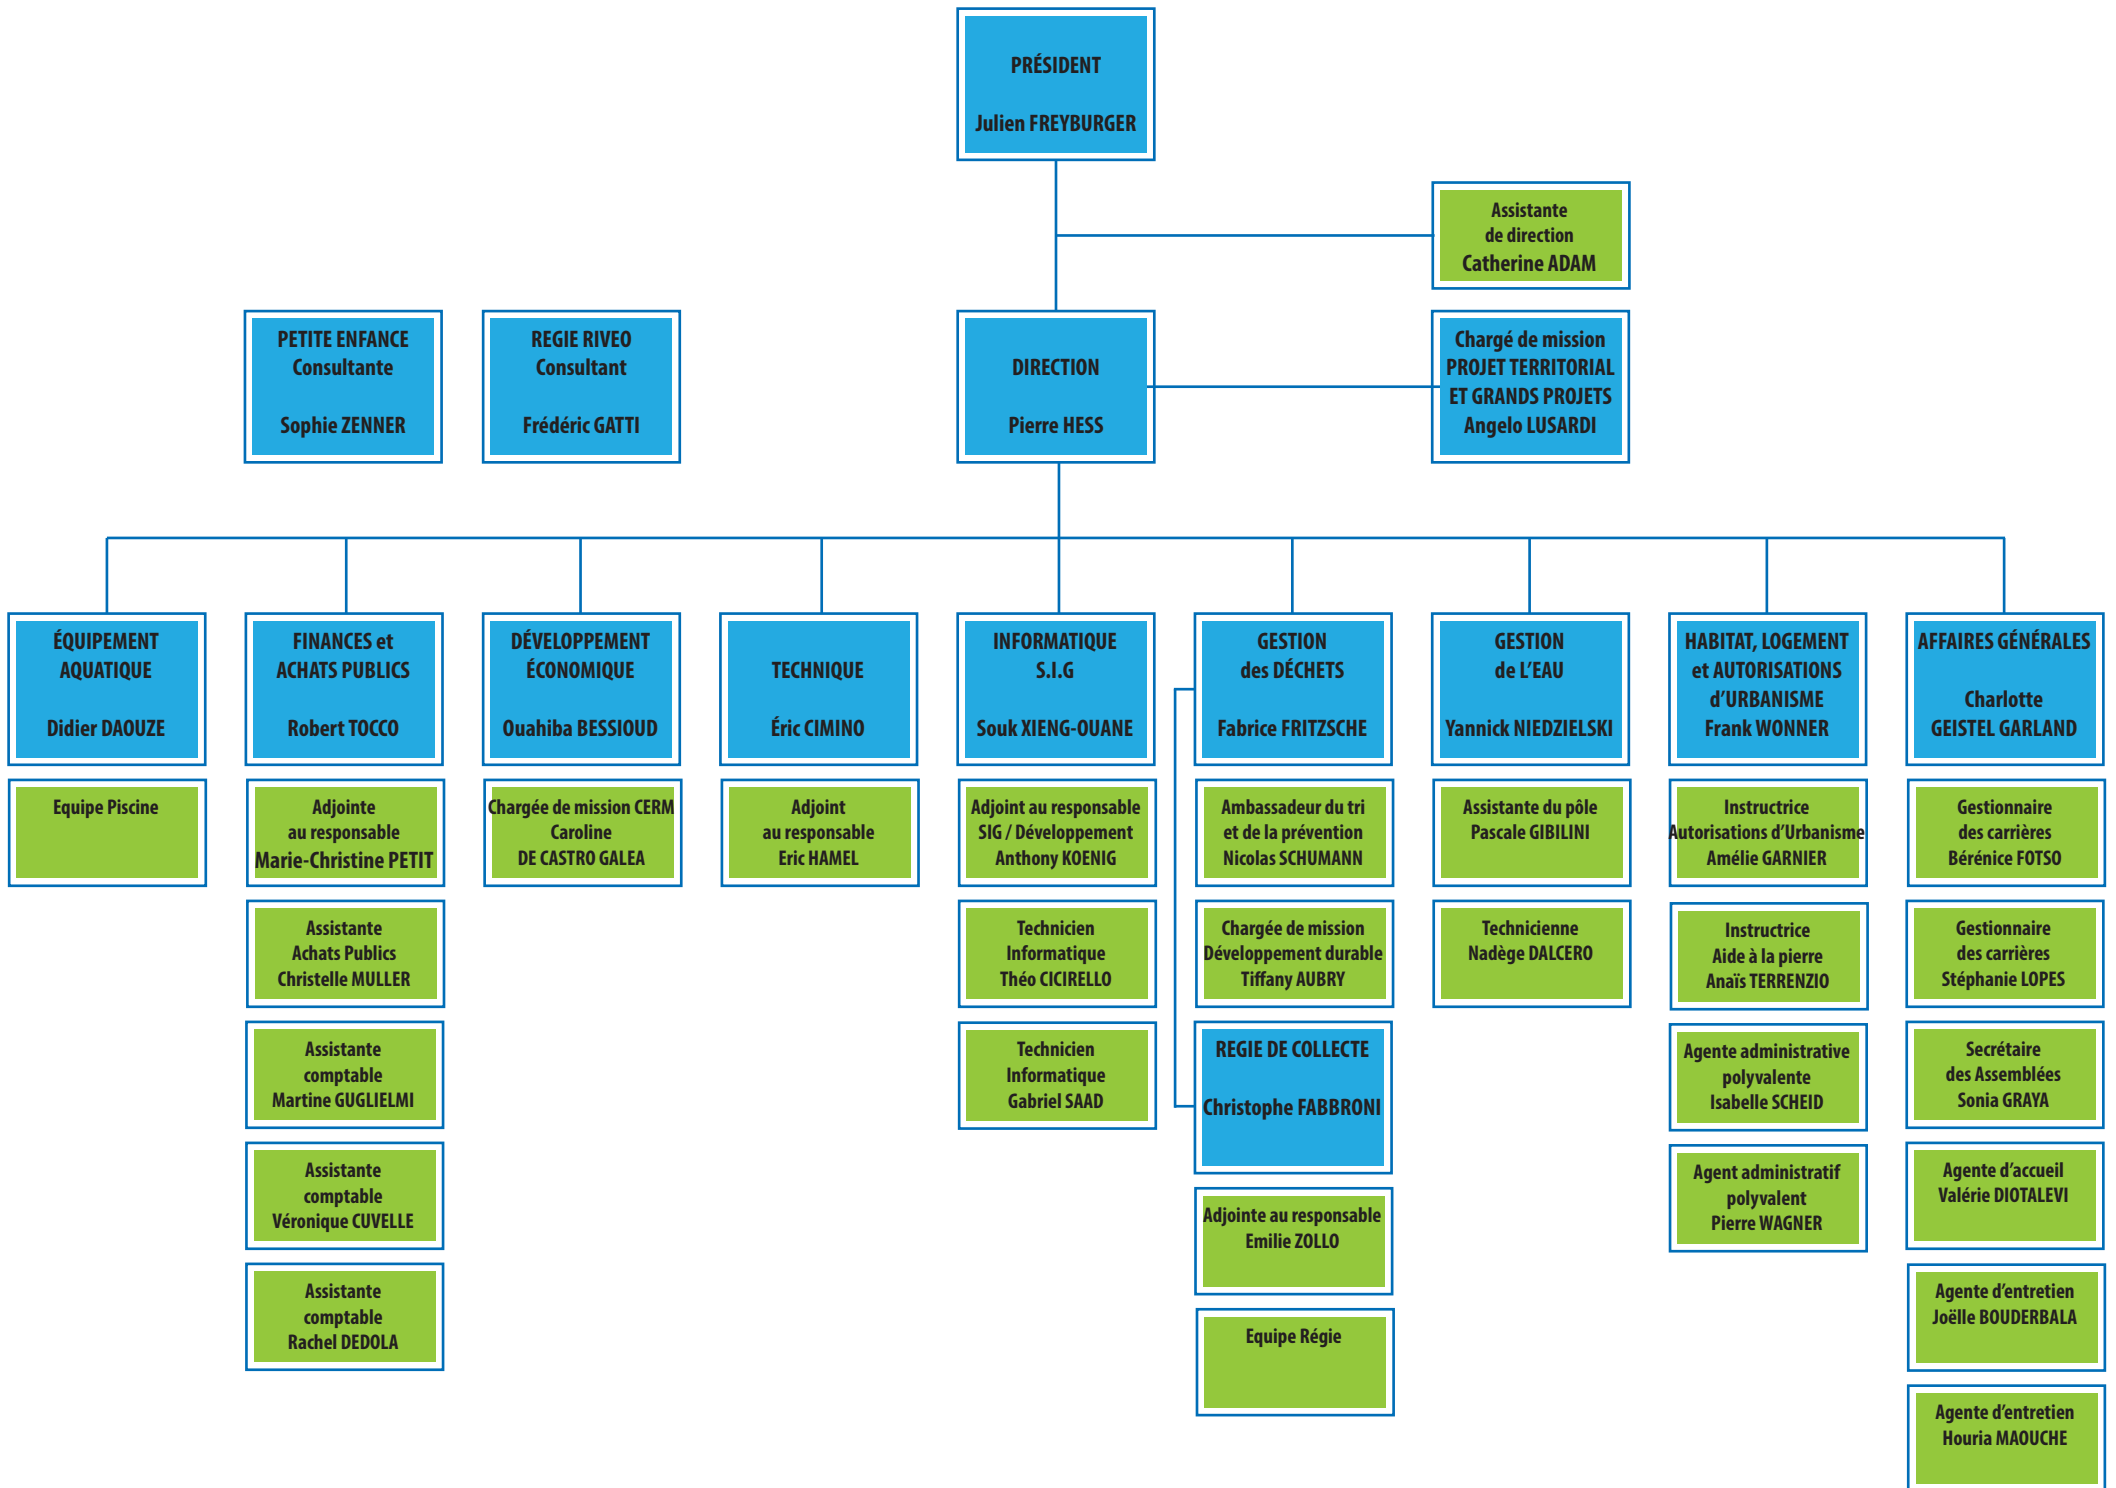 PRÉSIDENT
Julien FREYBURGER
Assistante
de direction
Catherine ADAM
PETITE ENFANCE
Consultante
Sophie ZENNER
REGIE RIVEO
Consultant
Frédéric GATTI
DIRECTION
Pierre HESS
Chargé de mission
PROJET TERRITORIAL
ET GRANDS PROJETS
Angelo LUSARDI
ÉQUIPEMENT
AQUATIQUE
Didier DAOUZE
Equipe Piscine
FINANCES et
ACHATS PUBLICS
Robert TOCCO
Adjointe
au responsable
Marie-Christine PETIT
Assistante
Achats Publics
Christelle MULLER
Assistante
comptable
Martine GUGLIELMI
Assistante
comptable
Véronique CUVELLE
Assistante
comptable
Rachel DEDOLA
DÉVELOPPEMENT
ÉCONOMIQUE
Ouahiba BESSIOUD
Chargée de mission CERM
Caroline
DE CASTRO GALEA
TECHNIQUE
Éric CIMINO
Adjoint
au responsable
Eric HAMEL
INFORMATIQUE
S.I.G
Souk XIENG-OUANE
Adjoint au responsable
SIG / Développement
Anthony KOENIG
Technicien
Informatique
Théo CICIRELLO
Technicien
Informatique
Gabriel SAAD
GESTION
des DÉCHETS
Fabrice FRITZSCHE
Ambassadeur du tri
et de la prévention
Nicolas SCHUMANN
Chargée de mission
Développement durable
Tiffany AUBRY
REGIE DE COLLECTE
Christophe FABBRONI
Adjointe au responsable
Emilie ZOLLO
Equipe Régie
GESTION
de L'EAU
Yannick NIEDZIELSKI
Assistante du pôle
Pascale GIBILINI
Technicienne
Nadège DALCERO
HABITAT, LOGEMENT
et AUTORISATIONS
d'URBANISME
Frank WONNER
Instructrice
Autorisations d'Urbanisme
Amélie GARNIER
Instructrice
Aide à la pierre
Anaïs TERRENZIO
Agente administrative
polyvalente
Isabelle SCHEID
Agent administratif
polyvalent
Pierre WAGNER
AFFAIRES GÉNÉRALES
Charlotte
GEISTEL GARLAND
Gestionnaire
des carrières
Bérénice FOTSO
Gestionnaire
des carrières
Stéphanie LOPES
Secrétaire
des Assemblées
Sonia GRAYA
Agente d'accueil
Valérie DIOTALEVI
Agente d'entretien
Joëlle BOUDERBALA
Agente d'entretien
Houria MAOUCHE